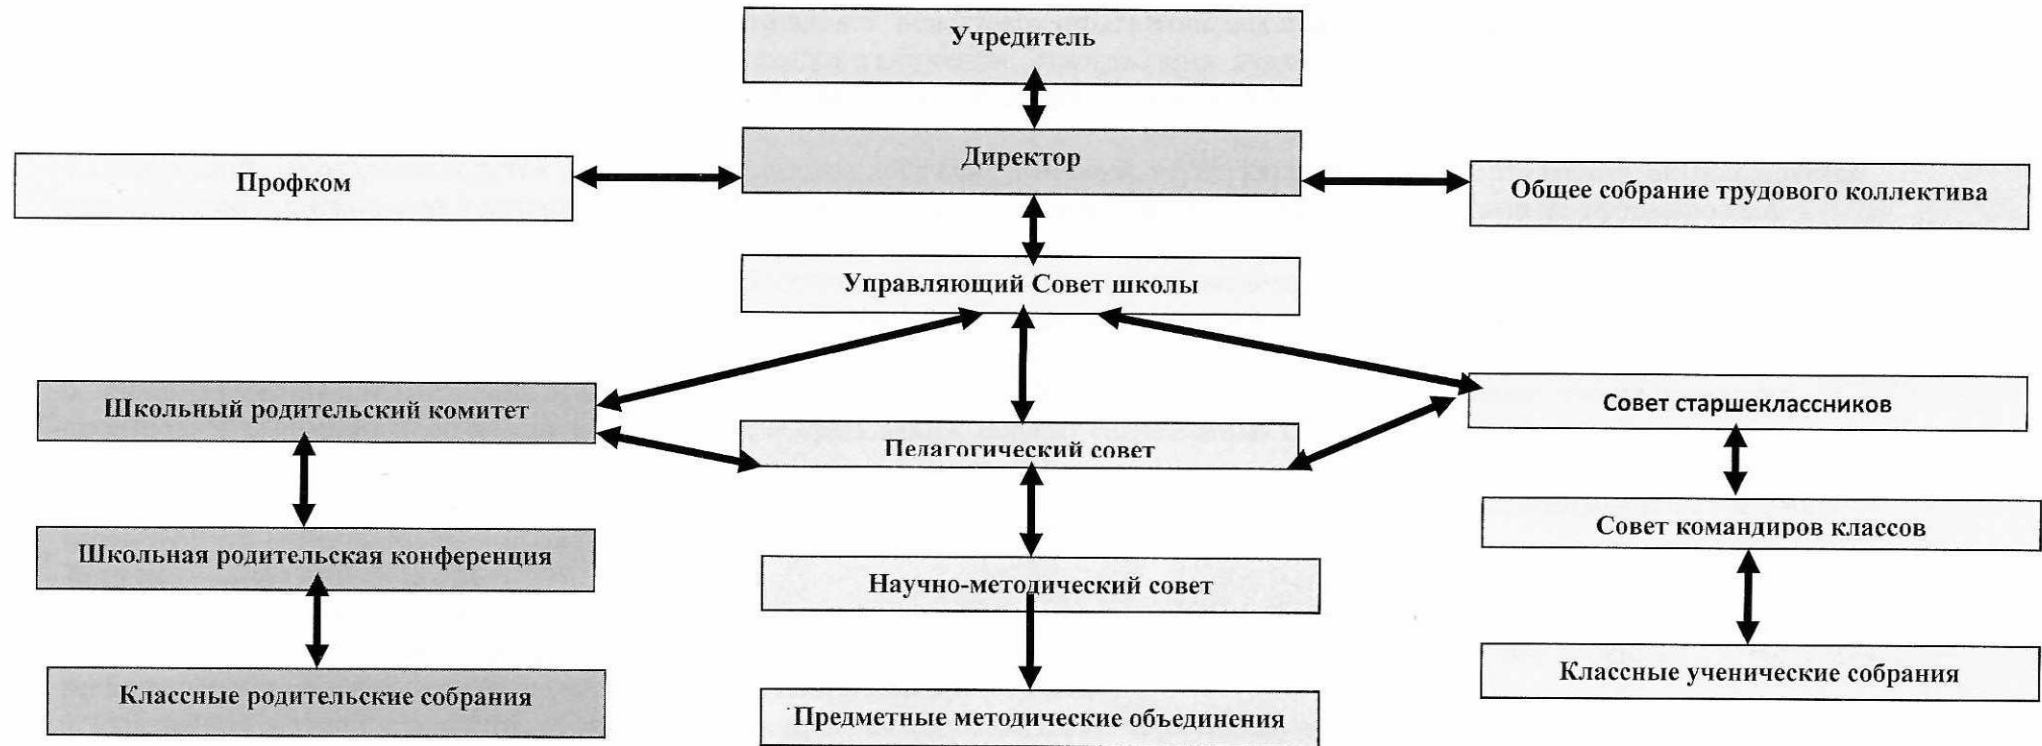 Учредитель
Директор
Профком
Общее собрание трудового коллектива
Управляющий Совет школы
Школьный родительский комитет
Совет старшеклассников
Педагогический совет
Школьная родительская конференция
Совет командиров классов
Научно-методический совет
Классные родительские собрания
Классные ученические собрания
Предметные методические объединения